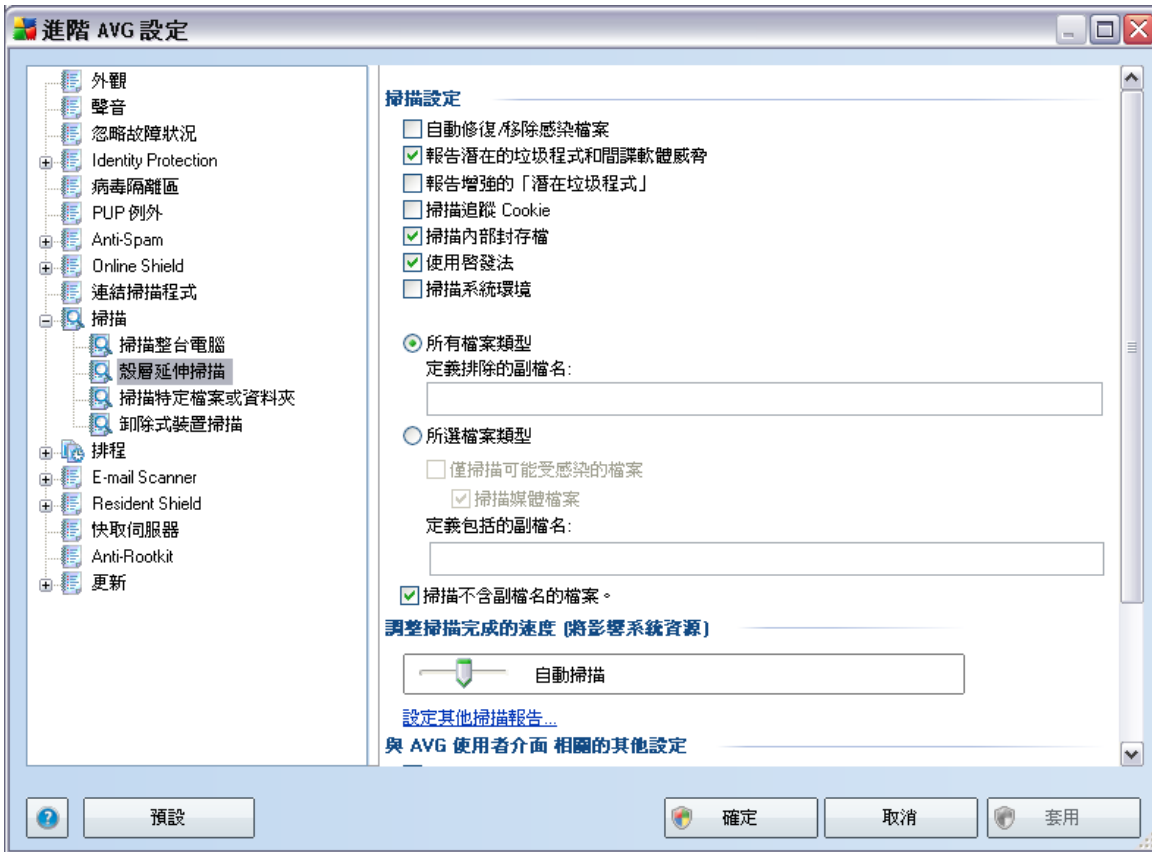 進階 AVG 設定
外觀
聲音
忽略故障狀況
Identity Protection
病毒隔離區
PUP 例外
Anti-Spam
Online Shield
連結掃描程式
掃描
掃描整台電腦
殼層延伸掃描
掃描特定檔案或資料夾
卸除式裝置掃描
排程
E-mail Scanner
Resident Shield
快取伺服器
Anti-Rootkit
更新
掃描設定
自動修復/移除感染檔案
報告潛在的垃圾程式和間諜軟體威脅
報告增強的「潛在垃圾程式」
掃描追蹤 Cookie
掃描內部封存檔
使用啓發法
掃描系統環境
所有檔案類型
定義排除的副檔名:
所選檔案類型
僅掃描可能受感染的檔案
掃描媒體檔案
定義包括的副檔名:
掃描不含副檔名的檔案。
調整掃描完成的速度 (將影響系統資源)
自動掃描
設定其他掃描報告...
與 AVG 使用者介面 相關的其他設定
預設
確定
取消
套用